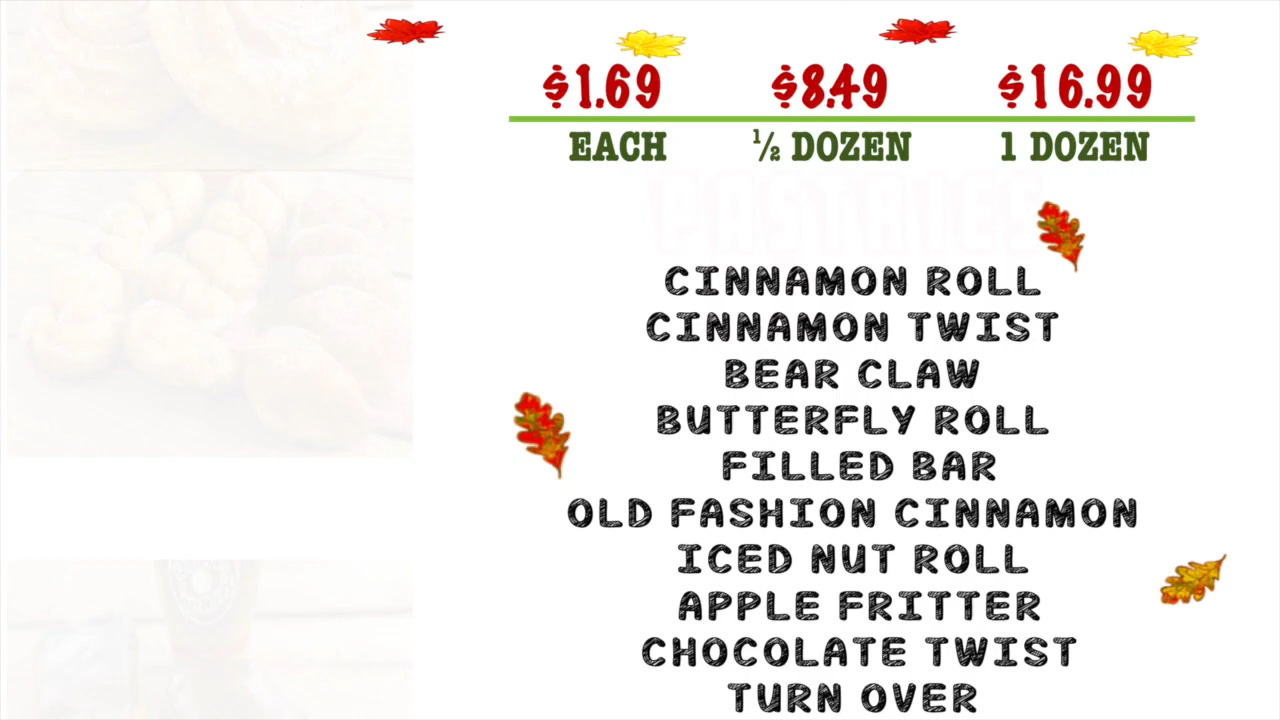 $1.69 $8.49 $16.99
EACH ½ DOZEN 1 DOZEN
PASTRIES
CINNAMON ROLL
CINNAMON TWIST
BEAR CLAW
BUTTERFLY ROLL
FILLED BAR
OLD FASHION CINNAMON
ICED NUT ROLL
APPLE FRITTER
CHOCOLATE TWIST
TURN OVER